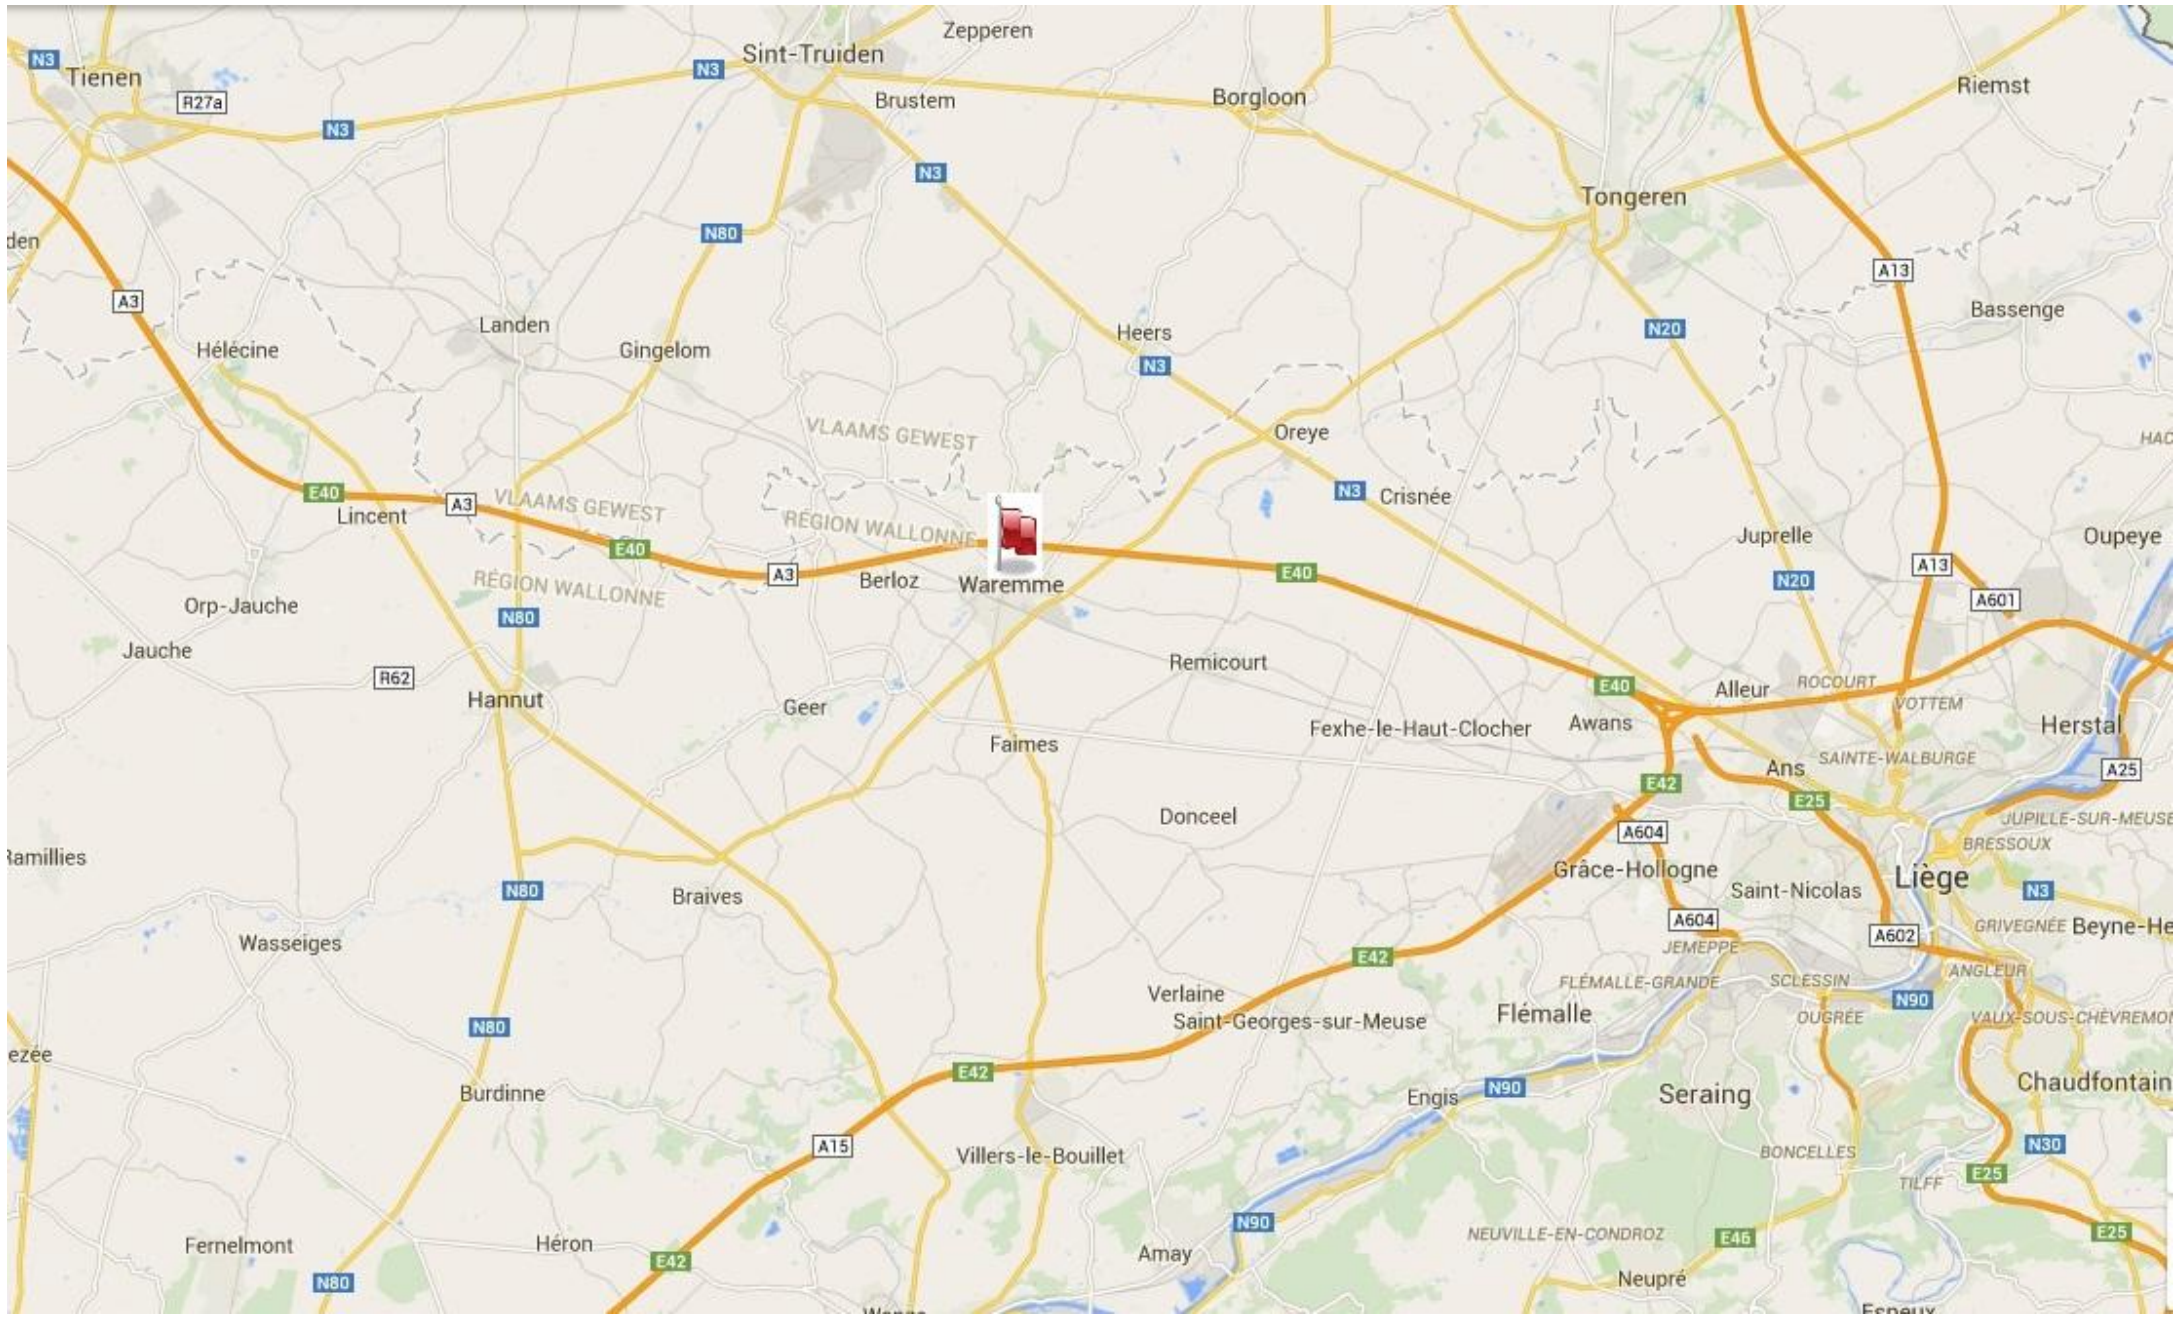 Zepperen
Sint-Truiden
N3
Tienen
N3
Riemst
R27a
Brustem
Borgloon
N3
N3
Tongeren
N80
den
A13
A3
Bassenge
Landen
Heers
N20
Hélécine
Gingelom
N3
VLAAMS GEWEST
Oreye
HAC
E40
A3
VLAAMS GEWEST
N3
Crisnée
Lincent
RÉGION WALLONNE
Juprelle
Oupeye
E40
A3
Berloz
Waremme
E40
N20
A13
A601
RÉGION WALLONNE
Orp-Jauche
N80
Jauche
R62
Remicourt
Hannut
Geer
E40
Alleur
ROCOURT
VOTTEM
Faimes
Fexhe-le-Haut-Clocher
Awans
Herstal
SAINTE-WALBURGE
Ans
A25
E42
E25
Donceel
A604
JUPILLE-SUR-MEUSE
BRESSOUX
Ramillies
Grâce-Hollogne
Liège
N80
Braives
Saint-Nicolas
N3
A604
A602
GRIVEGNÉE
Beyne-He
Wasseiges
JEMEPPE
E42
FLÉMALLE-GRANDE
SCLESSIN
ANGLEUR
Verlaine
N90
Saint-Georges-sur-Meuse
Flémalle
OUGRÉE
VAUX-SOUS-CHÈVREMO
N80
ezée
E42
Burdinne
Engis
N90
Seraing
Chaudfontain
A15
Villers-le-Bouillet
BONCELLES
N30
TILFF
E25
N90
NEUVILLE-EN-CONDROZ
E46
E25
Fernelmont
Héron
E42
Amay
N80
Neupré